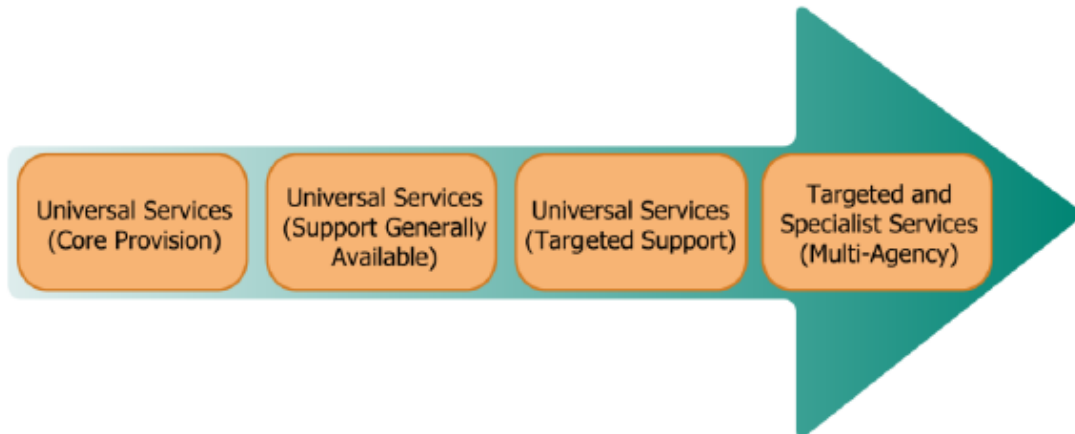 Universal Services
(Core Provision)
Universal Services
(Support Generally
Available)
Universal Services
(Targeted Support)
Targeted and
Specialist Services
(Multi-Agency)